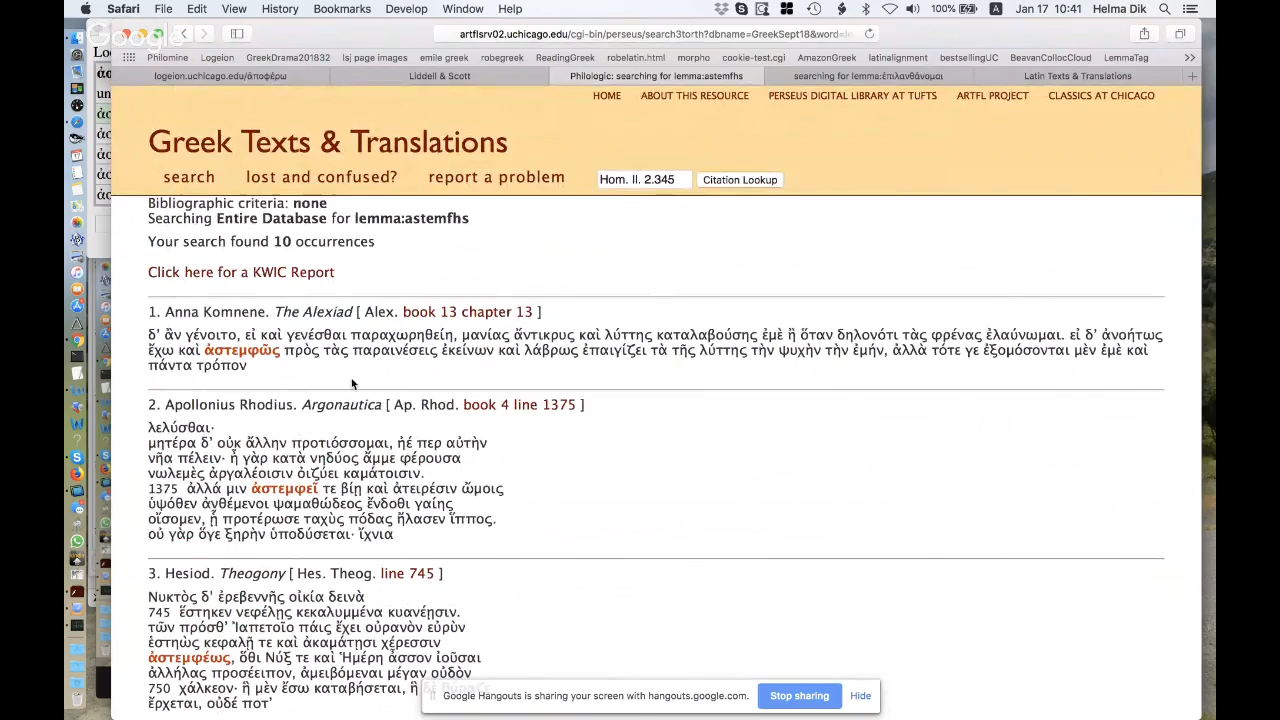 Safari File Edit View History Bookmarks Develop Window Help 100% A Jan 17 10:41 Helma Dik
Google
artflsrv02.uchicago.edu/cgi-bin/perseus/search3torth?dbname=GreekSept18&word=l
Philomine Logeion GreekDrama201832 lsj page emails emile greek robegreek ReadingGreek robelatin.html morpho cookie-test.cgi AmazonGreek latinalignment bestsellingUC BeavanCollocCloud LemmaTag
logeion.uchicago.edu/ἀποφέρω Liddell & Scott Philologic: searching for lemma:astemfhs searching for lemma:ἐπιλανθάνομαι Latin Texts & Translations
HOME ABOUT THIS RESOURCE PERSEUS DIGITAL LIBRARY AT TUFTS ARTFL PROJECT CLASSICS AT CHICAGO
Greek Texts & Translations
search lost and confused? report a problem Hom. Il. 2.345 Citation Lookup
Bibliographic criteria: none
Searching Entire Database for lemma:astemfhs
Your search found 10 occurrences
Click here for a KWIC Report
1. Anna Komnene. The Alexiad [ Alex. book 13 chapter 13 ]
δ’ ἂν γένοιτο, εἰ καὶ γενέσθαι παραχωρηθείη, μανίας ἄντικρυς καὶ λύττης καταλαβούσης ἐμὲ ἢ ὅταν δηλονότι τὰς φρένας ἐλαύνωμαι. εἰ δ’ ἀνοήτως
ἔχω καὶ ἀστεμφῶς πρὸς τὰς παραινέσεις ἐκείνων καὶ λάβρως ἐπαιγίζει τὰ τῆς λύττης τὴν ψυχὴν τὴν ἐμήν, ἀλλὰ τότε γε ἐξομόσονται μὲν ἐμὲ καὶ
πάντα τρόπον
2. Apollonius Rhodius. Argonautica [ Ap. Rhod. book 4 line 1375 ]
λελύσθαι·
μητέρα δ’ οὐκ ἄλλην προτιόσσομαι, ἠέ περ αὐτὴν
νῆα πέλειν· ἦ γὰρ κατὰ νηδύος ἄμμε φέρουσα
νωλεμὲς ἀργαλέοισιν ὀιζύει καμάτοισιν.
1375 ἀλλά μιν ἀστεμφεῖ τε βίῃ καὶ ἀτειρέσιν ὤμοις
ὑψόθεν ἀνθέμενοι ψαμαθώδεος ἔνδοθι γαίης
οἴσομεν, ᾗ προτέρωσε ταχὺς πόδας ἤλασεν ἵππος.
οὐ γὰρ ὅγε ξηρὴν ὑποδύσεται· ἴχνια
3. Hesiod. Theogony [ Hes. Theog. line 745 ]
Νυκτὸς δ’ ἐρεβεννῆς οἰκία δεινὰ
745 ἕστηκεν νεφέλῃς κεκαλυμμένα κυανέῃσιν.
τῶν πρόσθ’ Ἰαπετοῖο πάις ἔχει οὐρανὸν εὐρὺν
ἑστηὼς κεφαλῇ τε καὶ ἀκαμάτῃσι χέρεσσιν
ἀστεμφέως, ὅθι Νύξ τε καὶ Ἡμέρη ἆσσον ἰοῦσαι
ἀλλήλας προσέειπον, ἀμειβόμεναι μέγαν οὐδὸν
750 χάλκεον· ἣ μὲν ἔσω καταβήσεται, ἣ
ἔρχεται, οὐδέ ποτ’
Google Hangouts is sharing your screen with hangouts.google.com. Stop sharing Hide